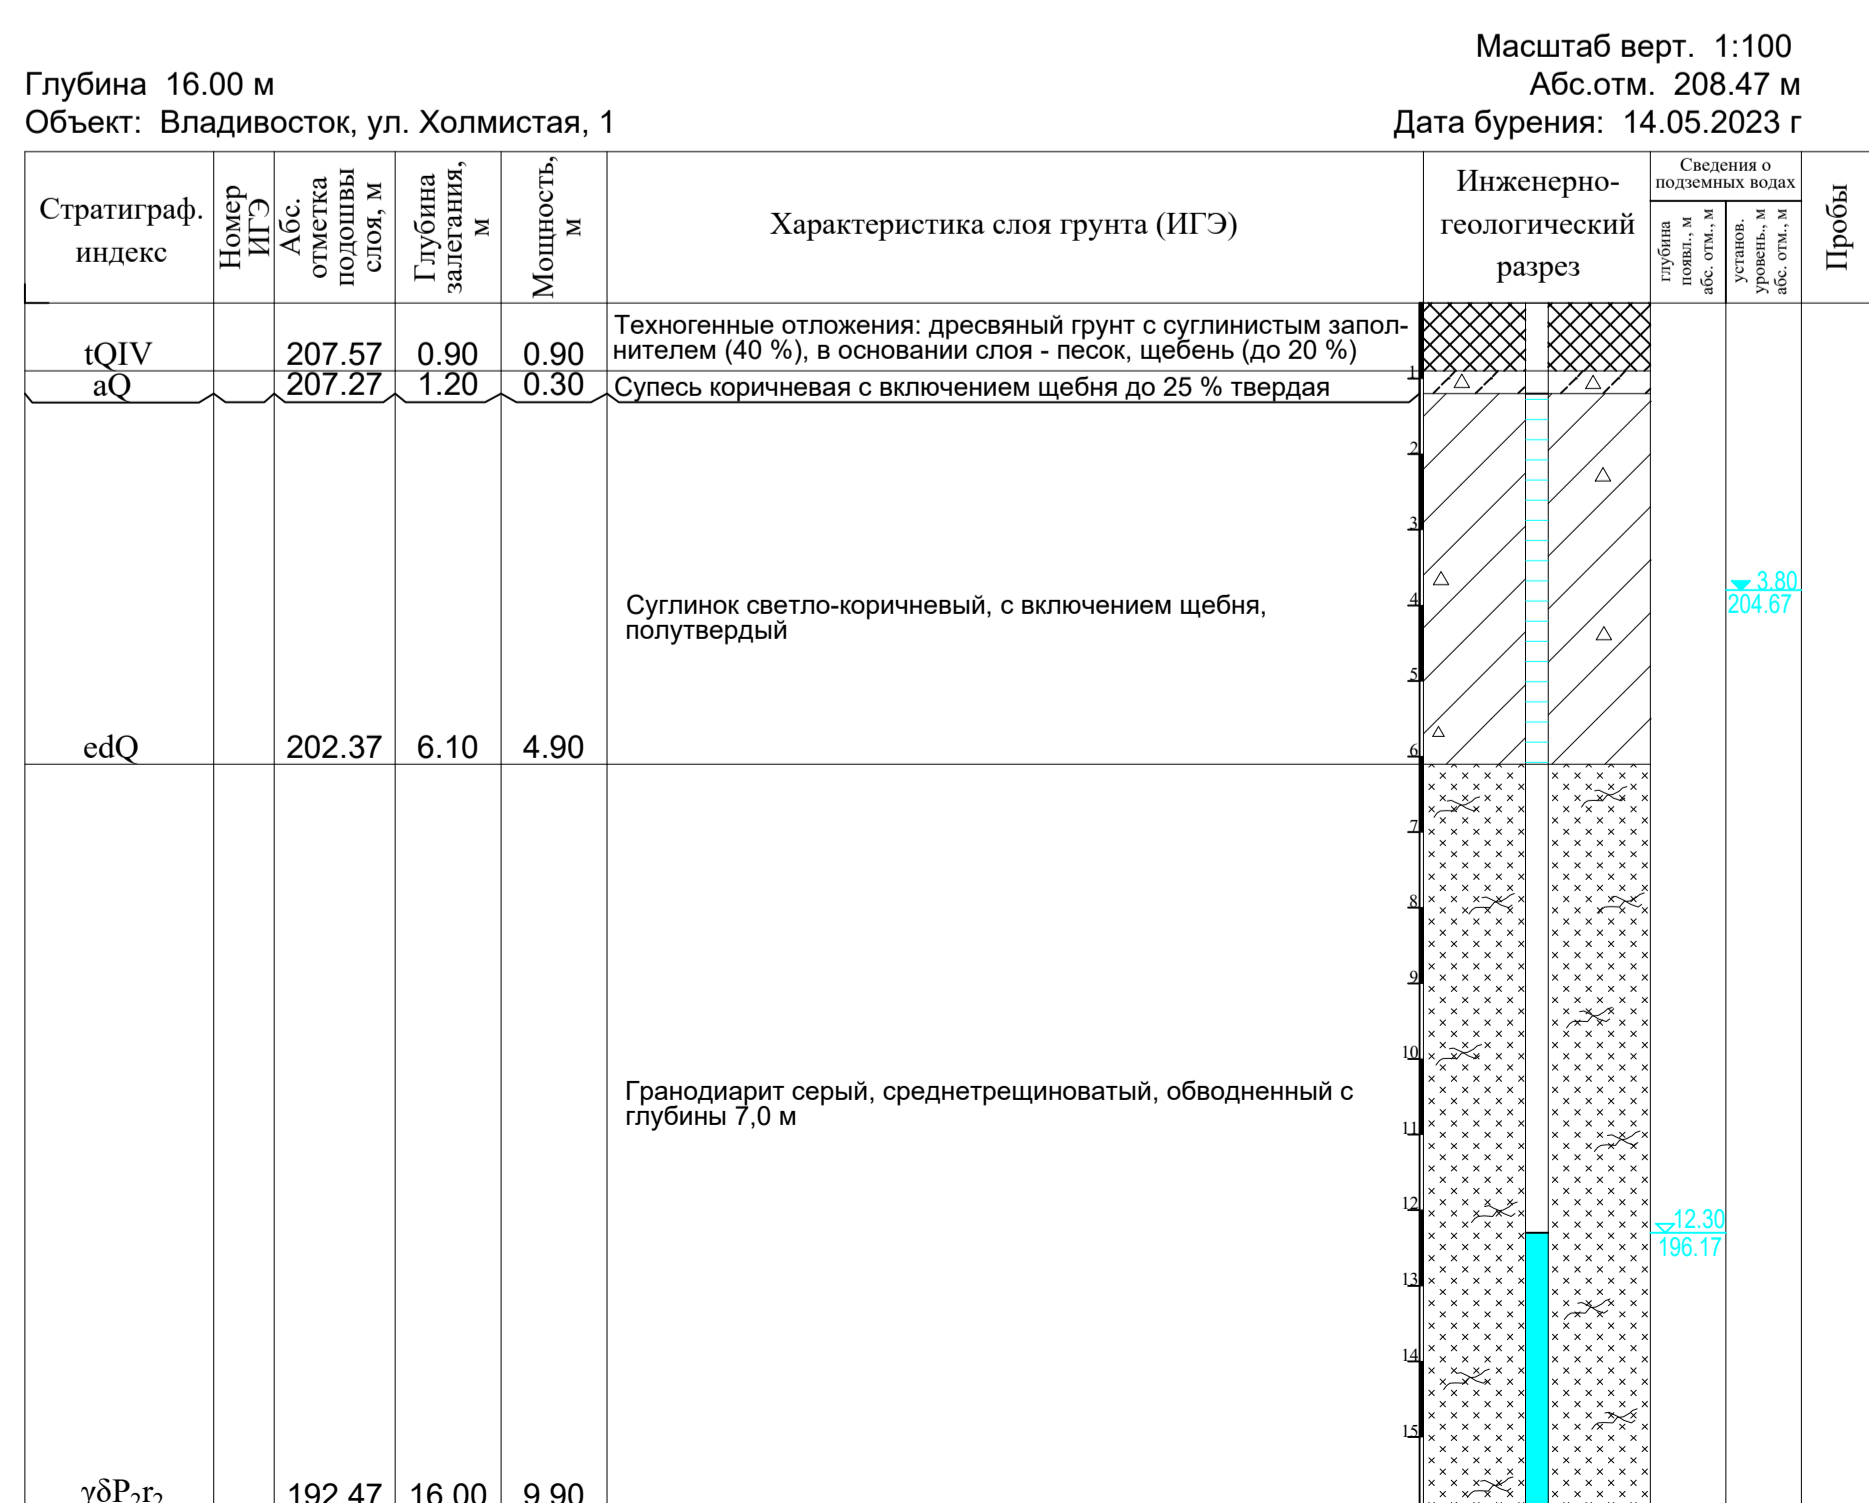 Масштаб верт. 1:100
Глубина 16.00 м
Абс.отм. 208.47 м
Объект: Владивосток, ул. Холмистая, 1
Дата бурения: 14.05.2023 г
Стратиграф.
индекс
Номер
ИГЭ
Абс.
отметка
подошвы
слоя, м
Глубина
залегания,
м
Мощность,
м
Характеристика слоя грунта (ИГЭ)
Инженерно-
геологический
разрез
Сведения о
подземных водах
глубина
появл., м
абс. отм., м
установ.
уровень., м
абс. отм., м
Пробы
tQIV
207.57
0.90
0.90
Техногенные отложения: дресвяный грунт с суглинистым запол-
нителем (40 %), в основании слоя - песок, щебень (до 20 %)
1
aQ
207.27
1.20
0.30
Супесь коричневая с включением щебня до 25 % твердая
2
3
3.80
204.67
4
Суглинок светло-коричневый, с включением щебня,
полутвердый
5
edQ
202.37
6.10
4.90
6
7
8
9
10
Гранодиарит серый, среднетрещиноватый, обводненный с
глубины 7,0 м
11
12
12.30
196.17
13
14
15
γδP₂r₂
192.47
16.00
9.90